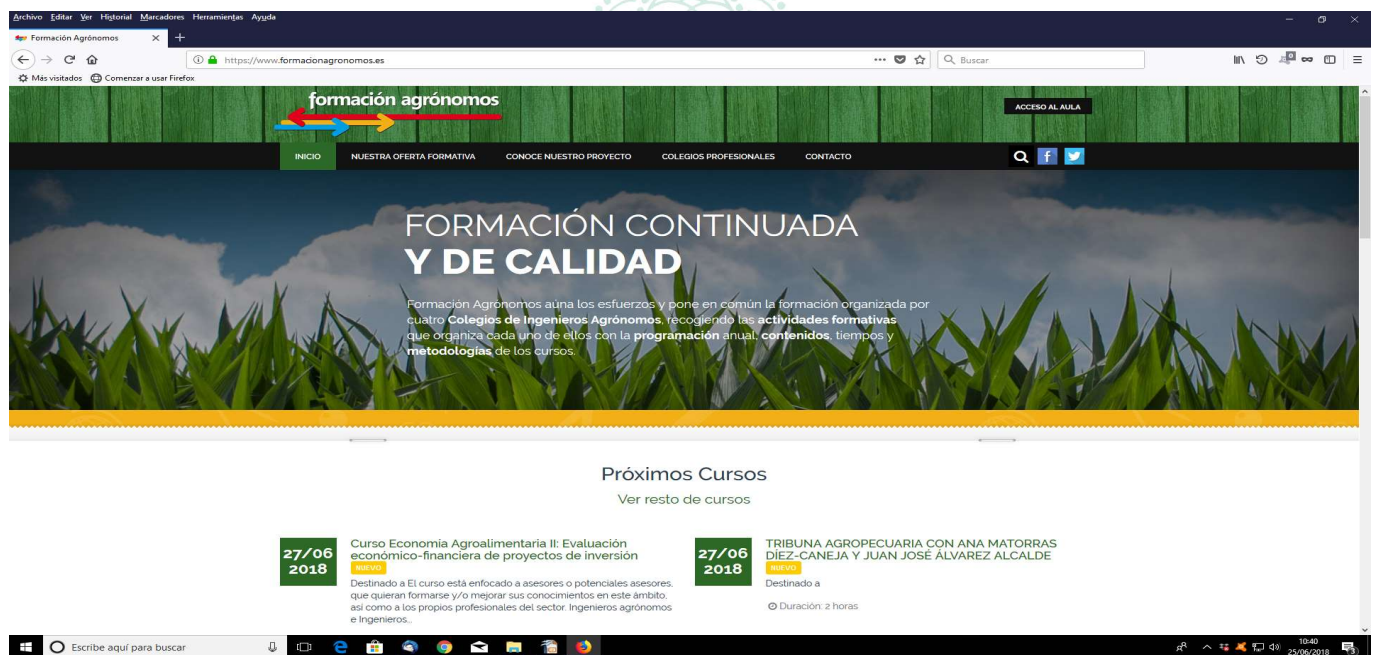 Archivo Editar Ver Historial Marcadores Herramientas Ayuda
Formación Agrónomos
https://www.formacionagronomos.es
Buscar
Más visitados Comenzar a usar Firefox
formación agrónomos
ACCESO AL AULA
INICIO NUESTRA OFERTA FORMATIVA CONOCE NUESTRO PROYECTO COLEGIOS PROFESIONALES CONTACTO
FORMACIÓN CONTINUADA
Y DE CALIDAD
Formación Agrónomos aúna los esfuerzos y pone en común la formación organizada por
cuatro Colegios de Ingenieros Agrónomos, recogiendo las actividades formativas
que organiza cada uno de ellos con la programación anual, contenidos, tiempos y
metodologías de los cursos.
Próximos Cursos
Ver resto de cursos
27/06
2018
Curso Economía Agroalimentaria II: Evaluación
económico-financiera de proyectos de inversión
NUEVO
Destinado a El curso está enfocado a asesores o potenciales asesores,
que quieran formarse y/o mejorar sus conocimientos en este ámbito,
así como a los propios profesionales del sector. Ingenieros agrónomos
e Ingenieros...
27/06
2018
TRIBUNA AGROPECUARIA CON ANA MATORRAS
DÍEZ-CANEJA Y JUAN JOSÉ ÁLVAREZ ALCALDE
NUEVO
Destinado a
Duración: 2 horas
Escribe aquí para buscar
10:40
25/06/2018